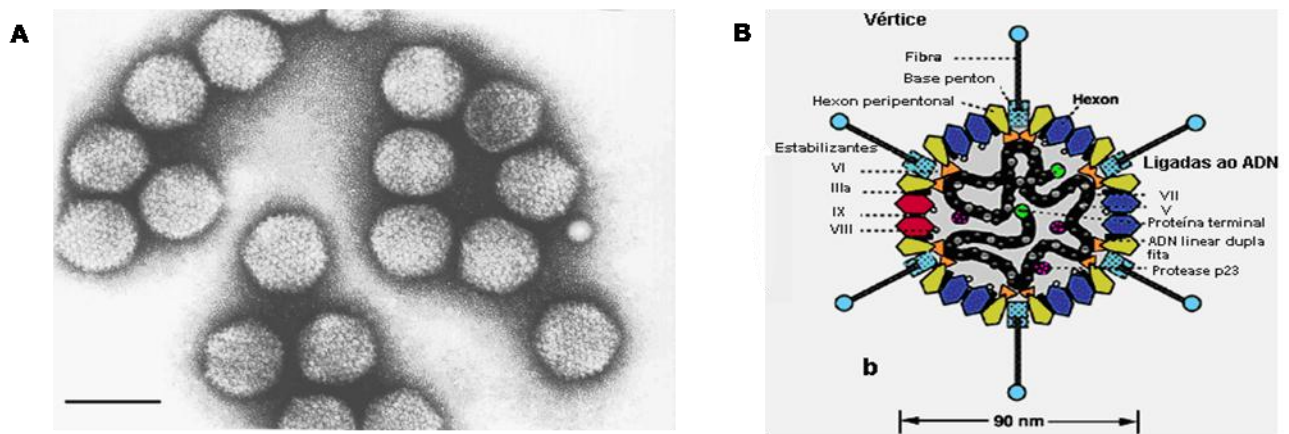 A
B
Vértice
Fibra
Base penton
Hexon peripentonal
Hexon
Estabilizantes
VI
IIIa
IX
VIII
Ligadas ao ADN
VII
V
Proteína terminal
ADN linear dupla
fita
Protease p23
b
90 nm